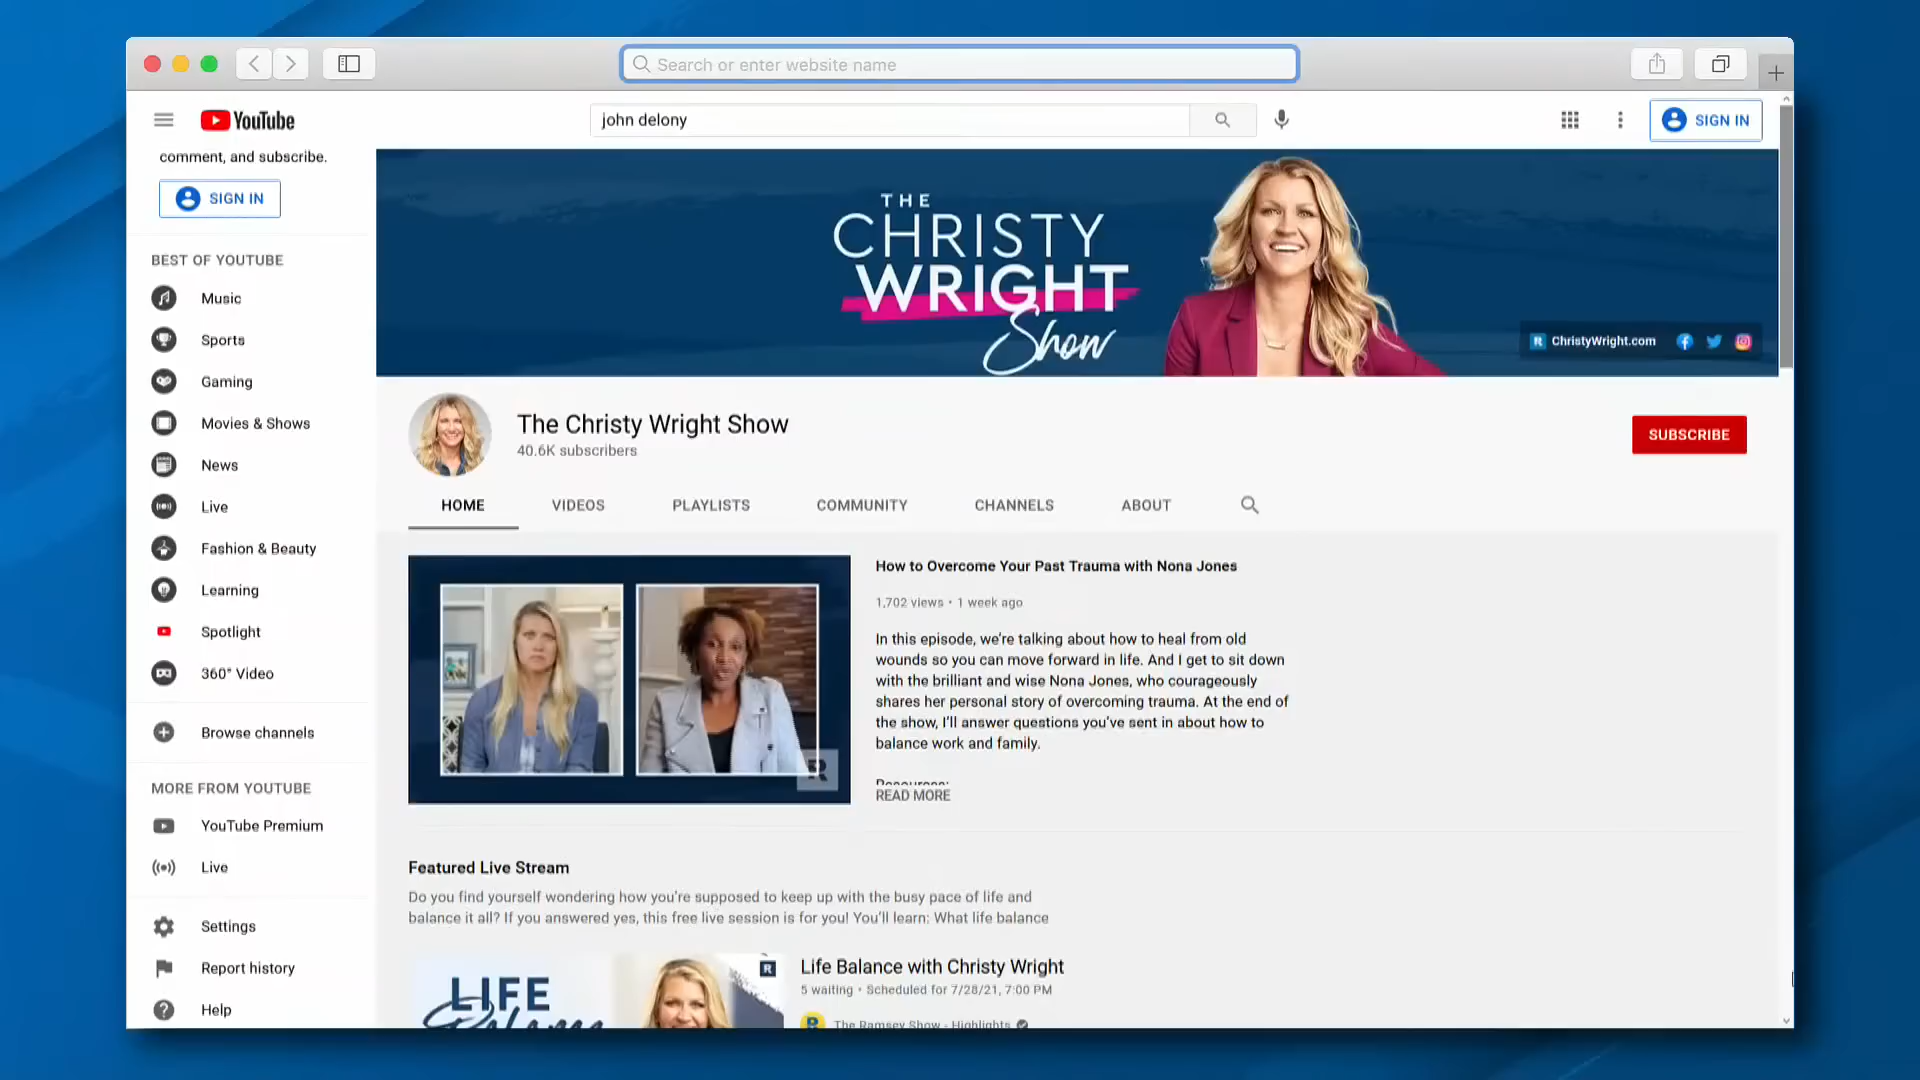 Search or enter website name
YouTube
john delony
SIGN IN
comment, and subscribe.
SIGN IN
BEST OF YOUTUBE
Music
Sports
Gaming
Movies & Shows
News
Live
Fashion & Beauty
Learning
Spotlight
360° Video
Browse channels
MORE FROM YOUTUBE
YouTube Premium
Live
Settings
Report history
Help
THE
CHRISTY
WRIGHT
Show
R ChristyWright.com
The Christy Wright Show
40.6K subscribers
SUBSCRIBE
HOME VIDEOS PLAYLISTS COMMUNITY CHANNELS ABOUT
R
How to Overcome Your Past Trauma with Nona Jones
1,702 views • 1 week ago
In this episode, we're talking about how to heal from old
wounds so you can move forward in life. And I get to sit down
with the brilliant and wise Nona Jones, who courageously
shares her personal story of overcoming trauma. At the end of
the show, I'll answer questions you've sent in about how to
balance work and family.
READ MORE
Featured Live Stream
Do you find yourself wondering how you're supposed to keep up with the busy pace of life and
balance it all? If you answered yes, this free live session is for you! You'll learn: What life balance
LIFE
Balance
R
Life Balance with Christy Wright
5 waiting • Scheduled for 7/28/21, 7:00 PM
The Ramsey Show - Highlights